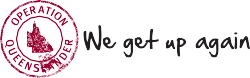 OPERATION
QUEENSLANDER
We get up again